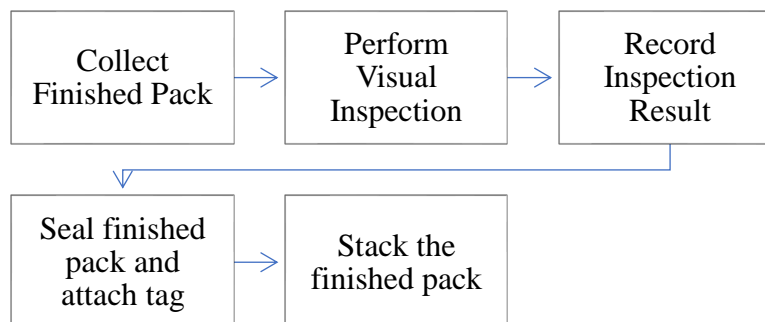 Collect
Finished Pack
Perform
Visual
Inspection
Record
Inspection
Result
Seal finished
pack and
attach tag
Stack the
finished pack